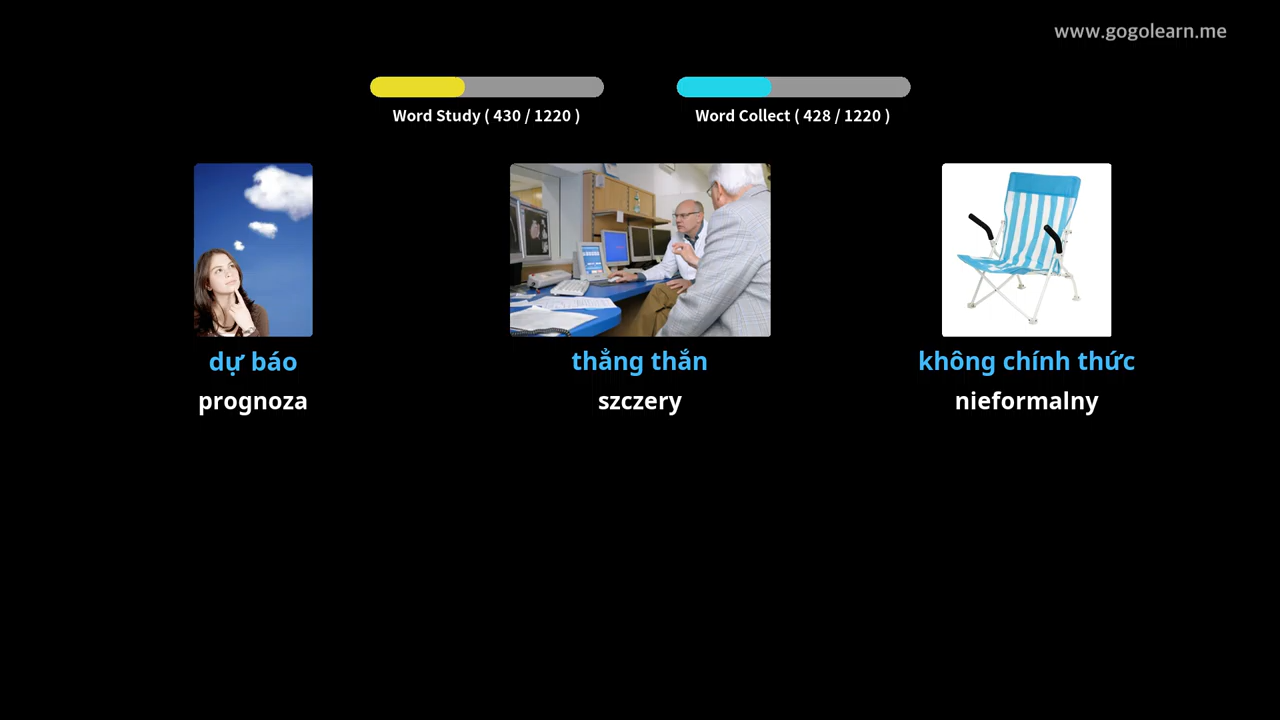 www.gogolearn.me
Word Study ( 430 / 1220 )
Word Collect ( 428 / 1220 )
dự báo
thẳng thắn
không chính thức
prognoza
szczery
nieformalny